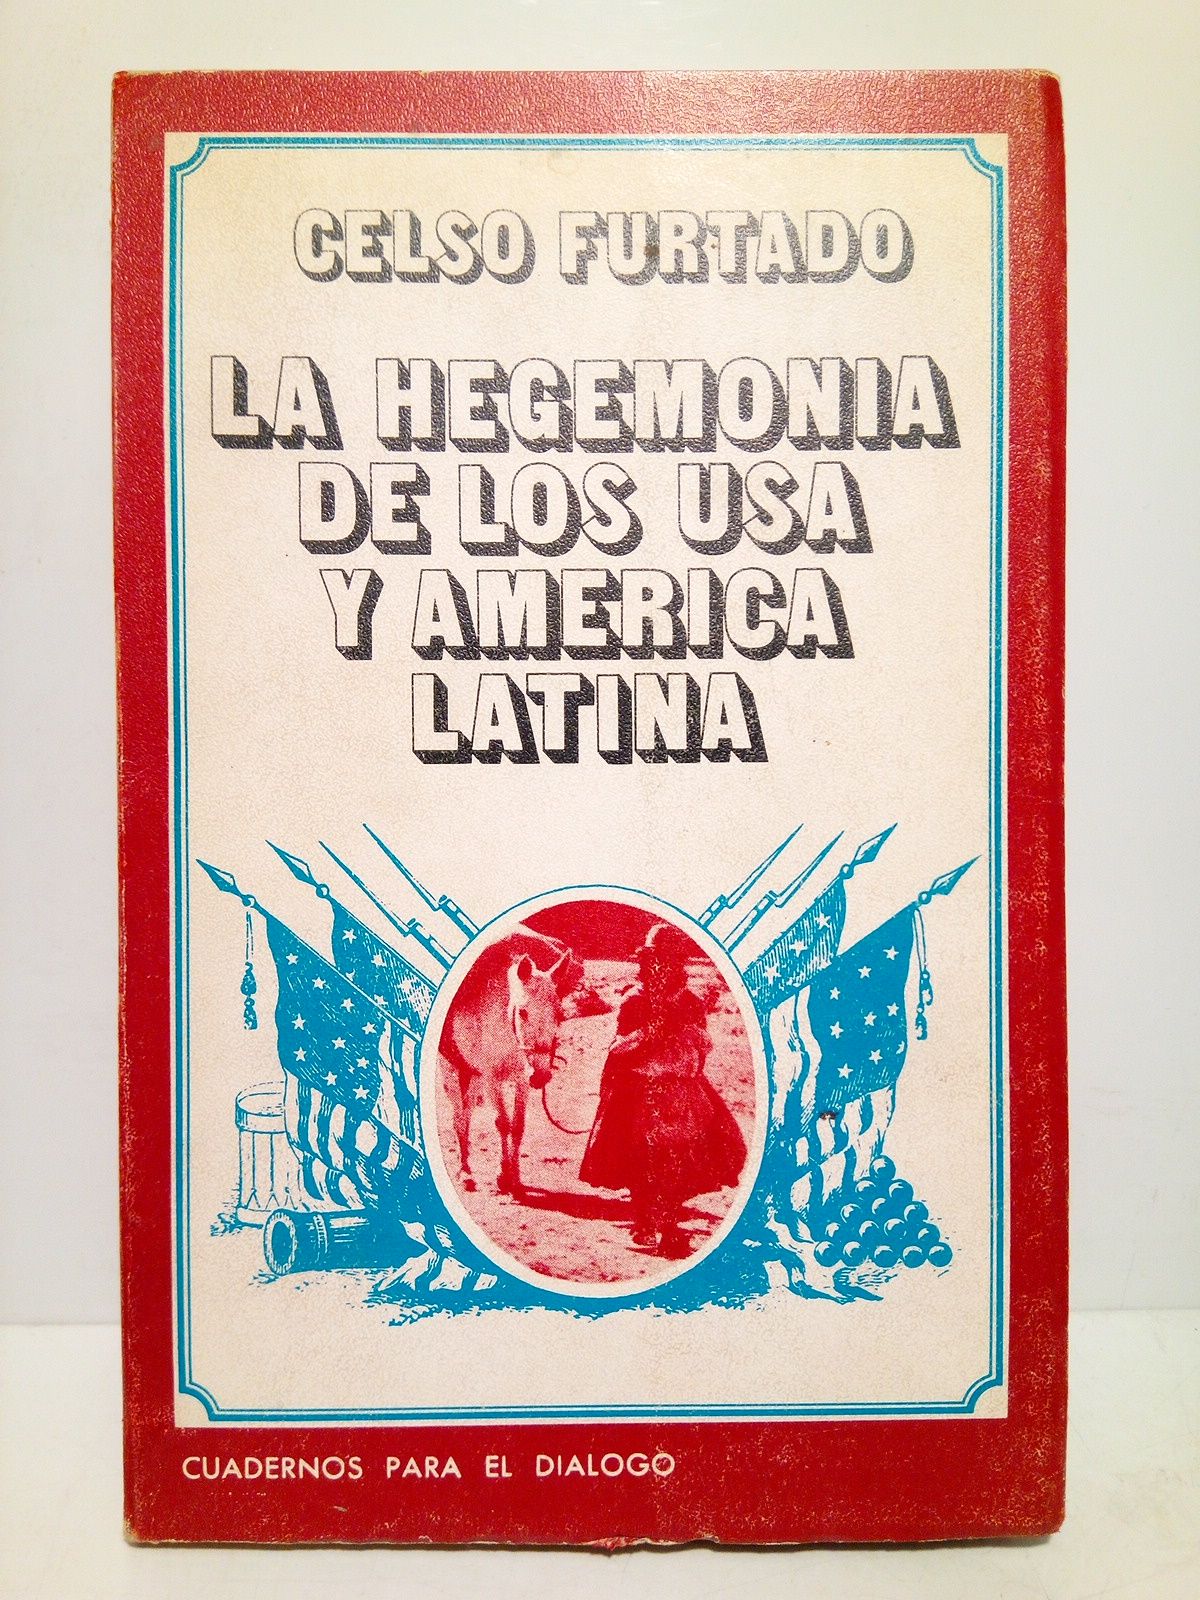 CELSO FURTADO
LA HEGEMONIA
DE LOS USA
Y AMERICA
LATINA
CUADERNOS PARA EL DIALOGO